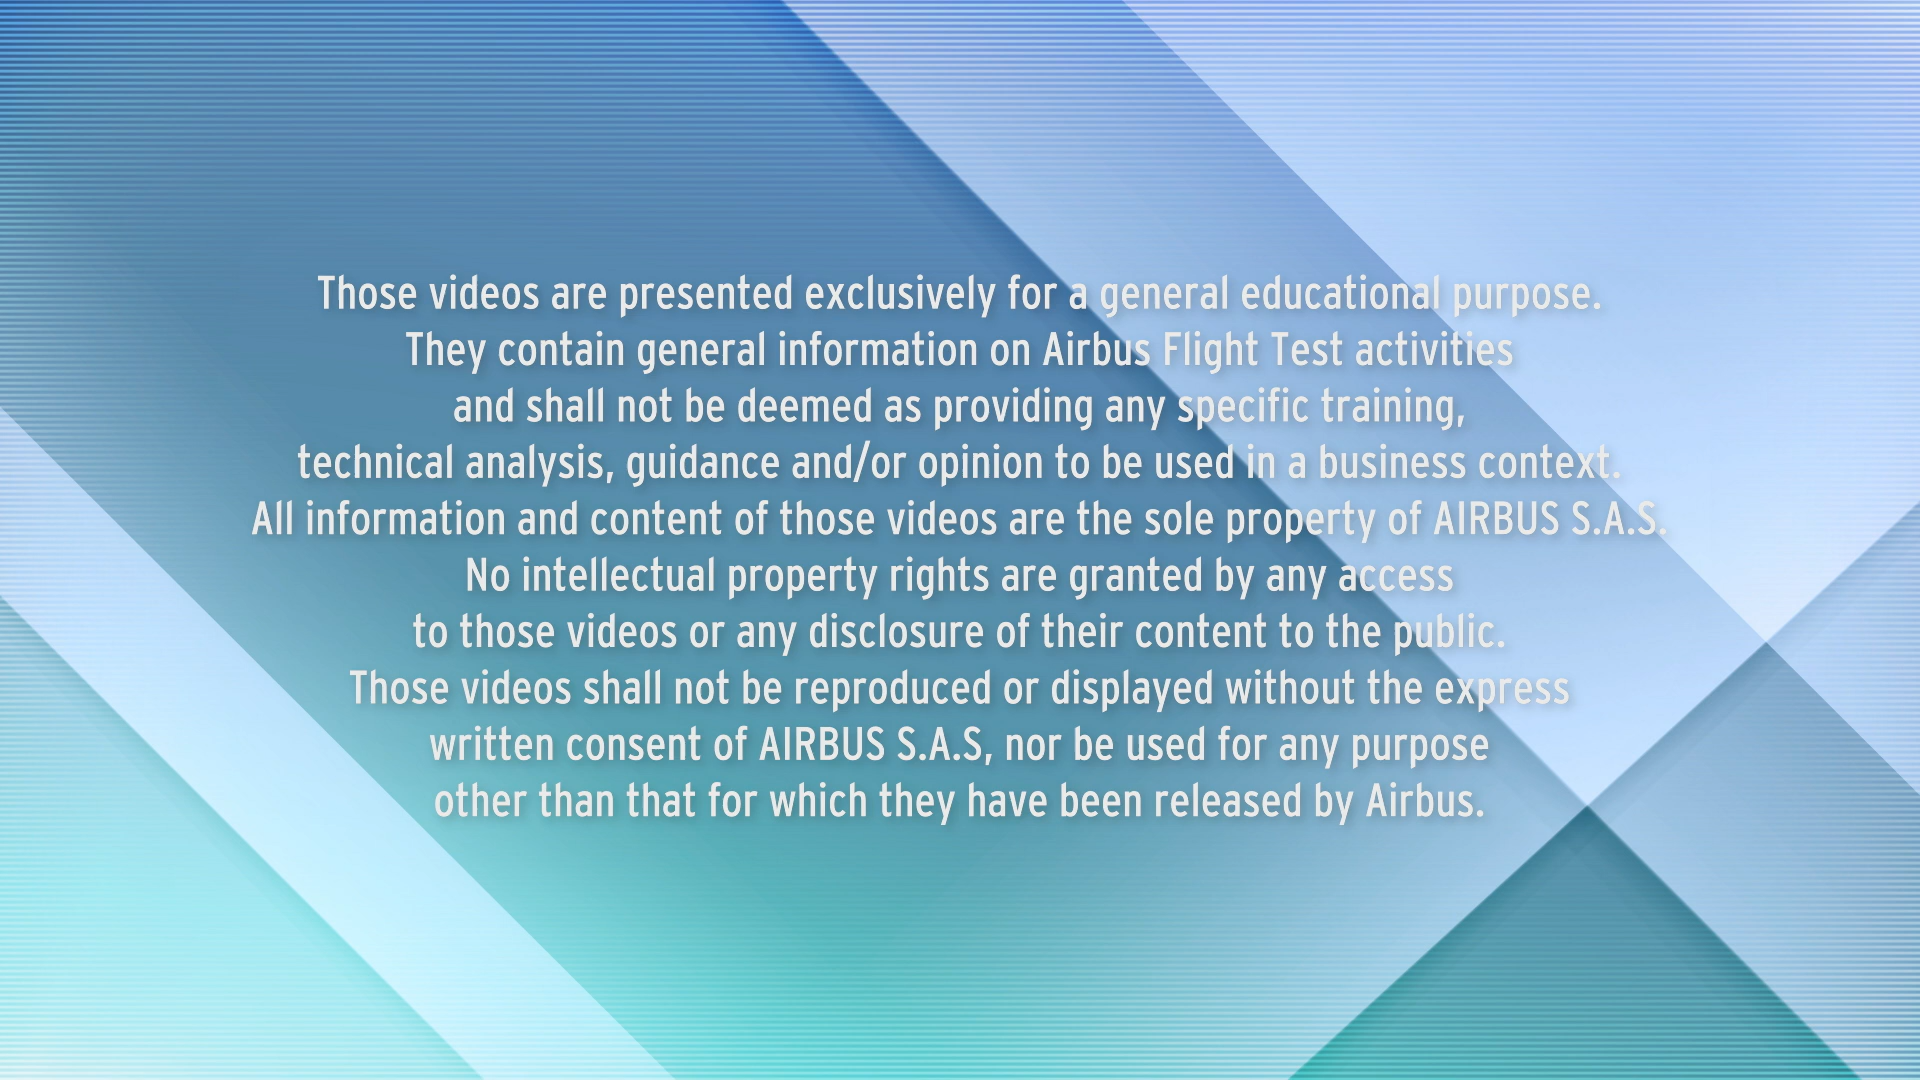 Those videos are presented exclusively for a general educational purpose.
They contain general information on Airbus Flight Test activities
and shall not be deemed as providing any specific training,
technical analysis, guidance and/or opinion to be used in a business context.
All information and content of those videos are the sole property of AIRBUS S.A.S.
No intellectual property rights are granted by any access
to those videos or any disclosure of their content to the public.
Those videos shall not be reproduced or displayed without the express
written consent of AIRBUS S.A.S, nor be used for any purpose
other than that for which they have been released by Airbus.